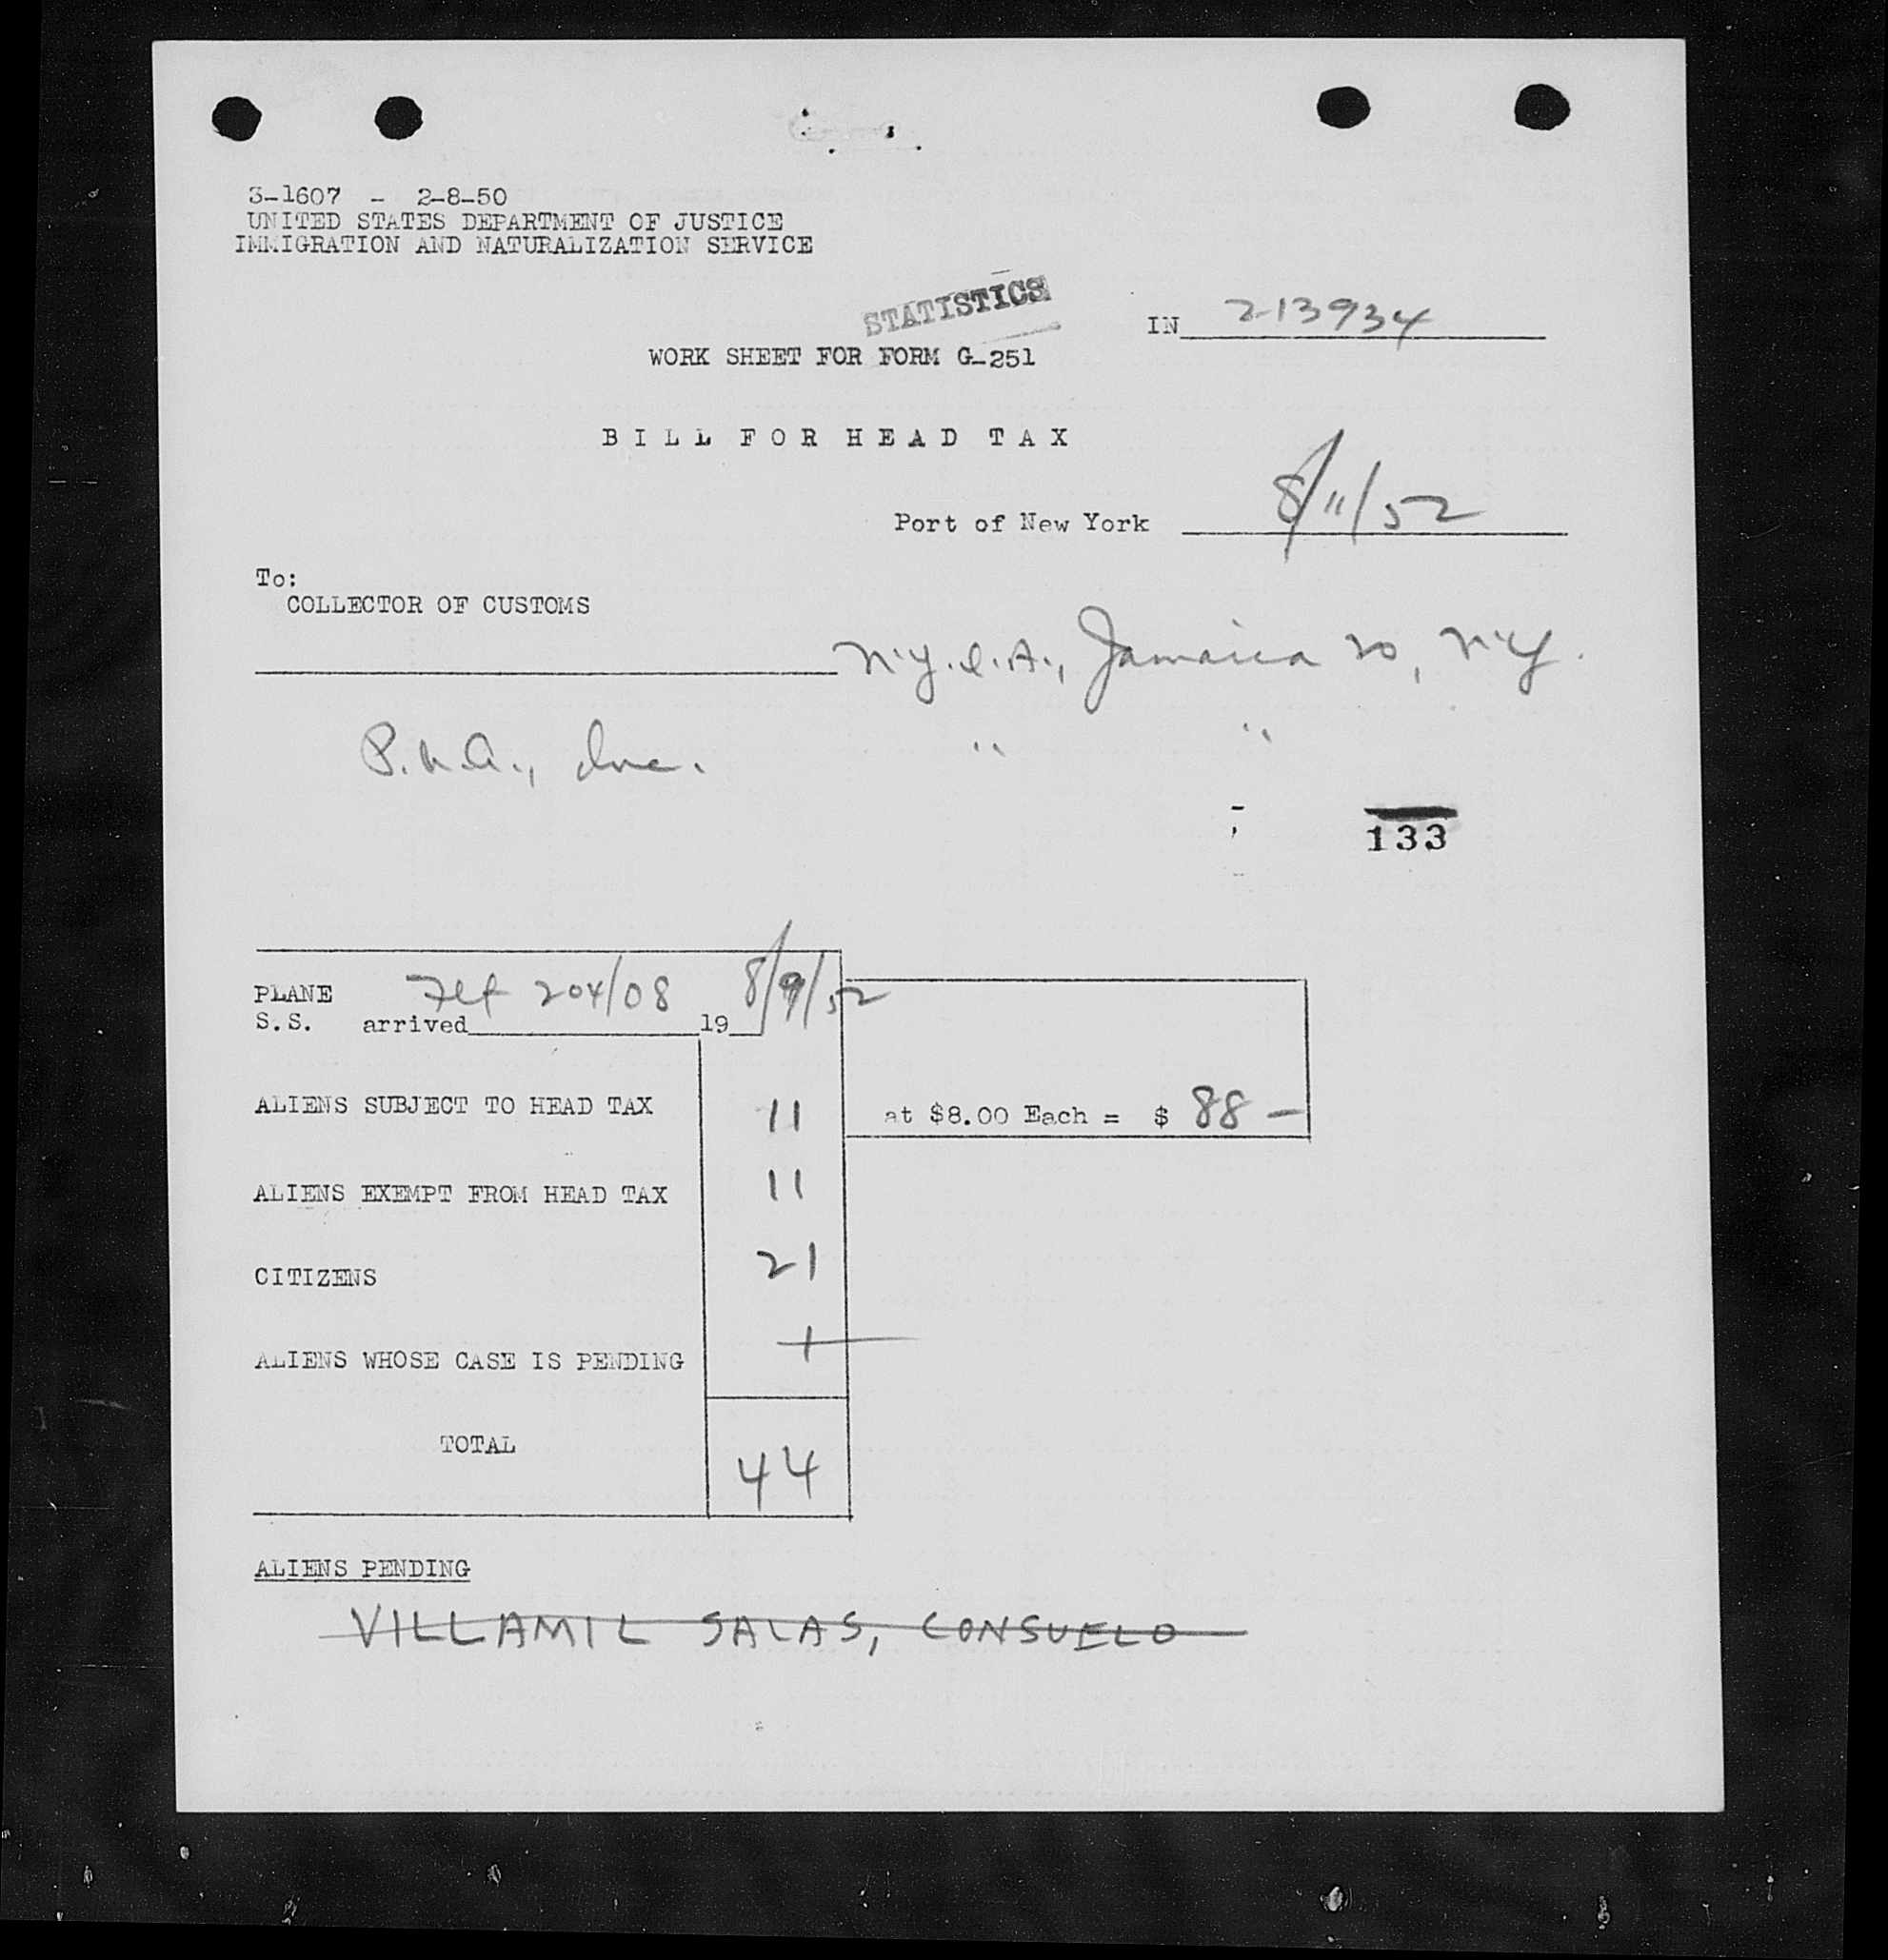 3-1607 - 2-8-50
UNITED STATES DEPARTMENT OF JUSTICE
IMMIGRATION AND NATURALIZATION SERVICE
STATISTICS
IN 213934
WORK SHEET FOR FORM G-251
BILL FOR HEAD TAX
Port of New York 8/11/52
To:
COLLECTOR OF CUSTOMS
N.Y.I.A., Jamaica 30, N.Y.
P.A.A., Inc. " "
133
PLANE Flt 204/08 8/9/52
S.S. arrived 19
ALIENS SUBJECT TO HEAD TAX 11 at $8.00 Each = $ 88 -
ALIENS EXEMPT FROM HEAD TAX 11
CITIZENS 21
ALIENS WHOSE CASE IS PENDING 1
TOTAL 44
ALIENS PENDING
VILLAMIL SALAS, CONSUELO